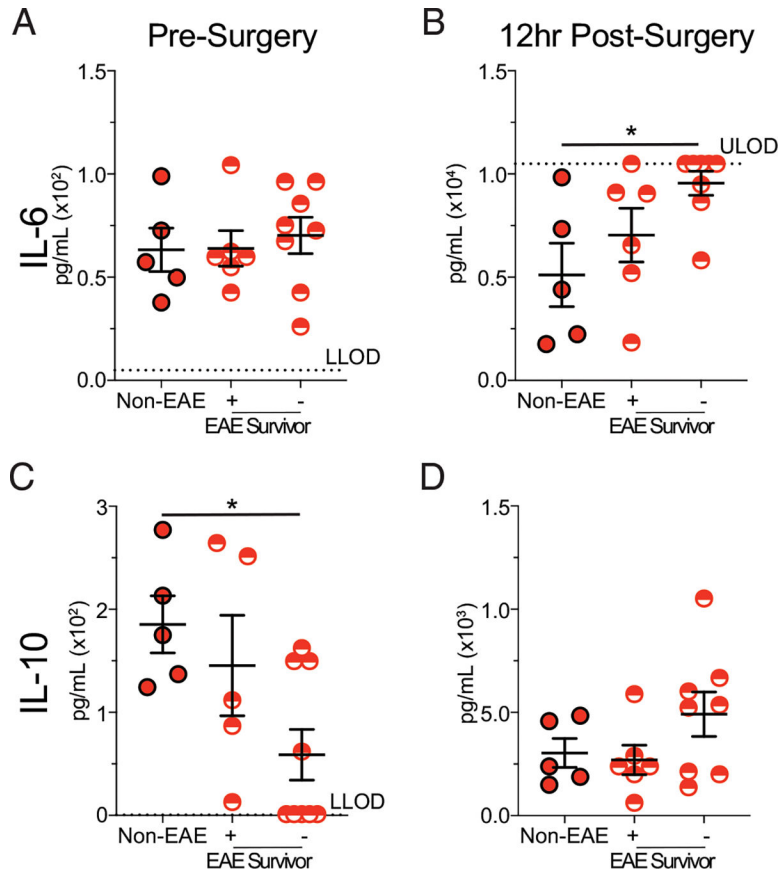 A Pre-Surgery
B 12hr Post-Surgery
IL-6
pg/mL (x10²)
1.5
1.0
0.5
0.0
LLOD
Non-EAE + -
EAE Survivor
pg/mL (x10⁴)
1.5
1.0
0.5
0.0
*
ULOD
Non-EAE + -
EAE Survivor
C
IL-10
pg/mL (x10²)
3
2
1
0
*
LLOD
Non-EAE + -
EAE Survivor
D
pg/mL (x10³)
1.5
1.0
5.0
0.0
Non-EAE + -
EAE Survivor